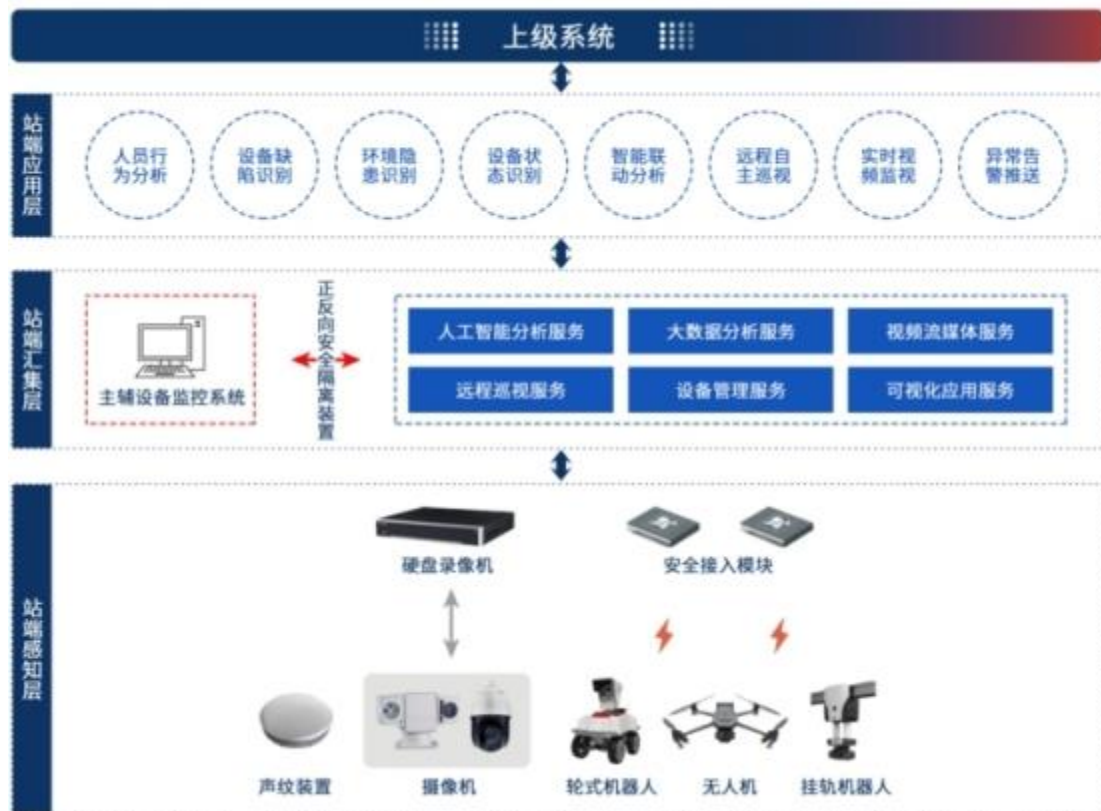 上级系统
站端应用层
人员行
为分析
设备缺
陷识别
环境隐
患识别
设备状
态识别
智能联
动分析
远程自
主巡视
实时视
频监视
异常告
警推送
站端汇集层
主辅设备监控系统
正反向安全隔离装置
人工智能分析服务
大数据分析服务
视频流媒体服务
远程巡视服务
设备管理服务
可视化应用服务
站端感知层
硬盘录像机
安全接入模块
声纹装置
摄像机
轮式机器人
无人机
挂轨机器人